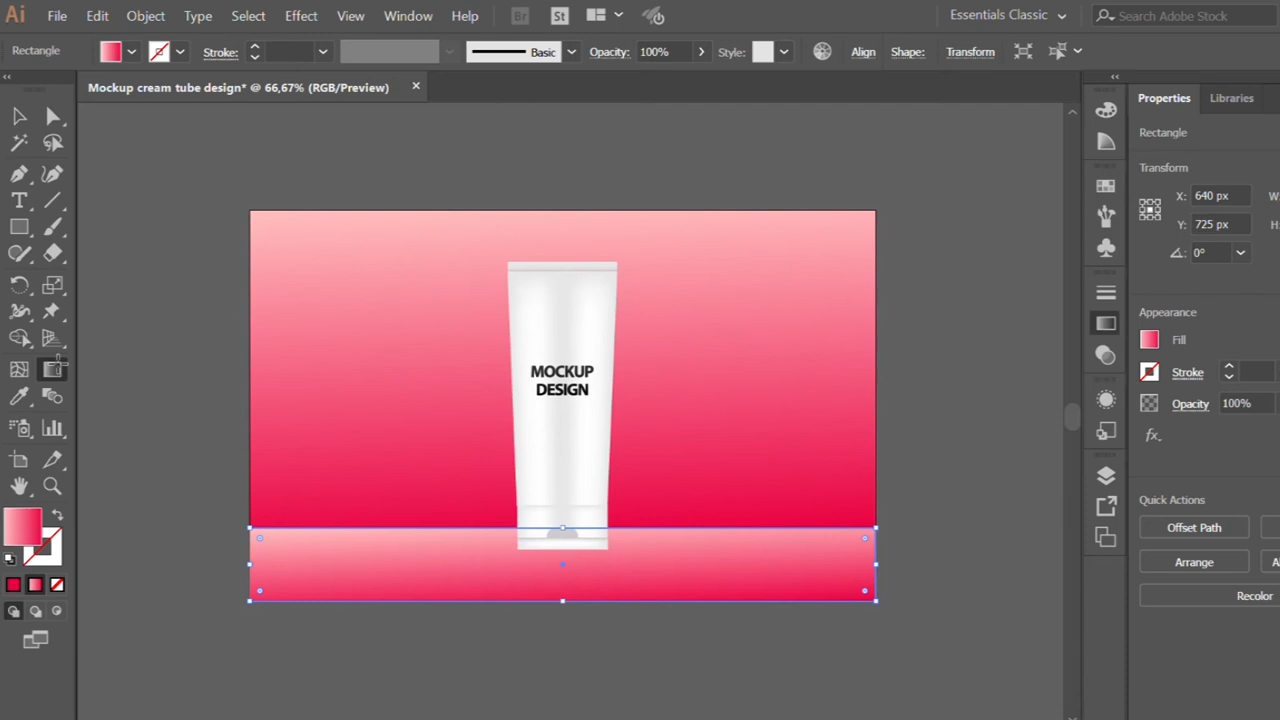 Ai File Edit Object Type Select Effect View Window Help Br St Essentials Classic Search Adobe Stock
Rectangle Stroke: Basic Opacity: 100% Style: Align Shape: Transform
Mockup cream tube design* @ 66,67% (RGB/Preview) ×
Properties Libraries
Rectangle
Transform
X: 640 px W:
Y: 725 px H:
0°
Appearance
Fill
Stroke
Opacity 100%
fx.
Quick Actions
Offset Path
Arrange Al
Recolor
MOCKUP
DESIGN